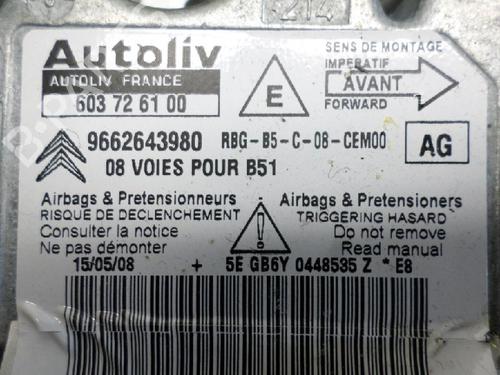 214
Autoliv
AUTOLIV FRANCE
603 72 61 00
E
SENS DE MONTAGE
IMPERATIF
AVANT
FORWARD
9662643980 RBG-B5-C-08-CEM00
AG
08 VOIES POUR B51
Airbags & Pretensionneurs
RISQUE DE DECLENCHEMENT
Consulter la notice
Ne pas démonter
Airbags & Pretensioners
TRIGGERING HASARD
Do not remove
Read manual
15/05/08 + 5E GB6Y 0448535 Z * E8